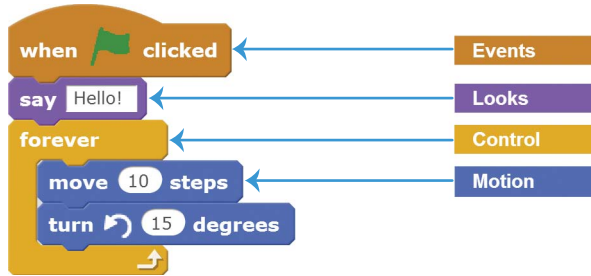 when clicked Events
say Hello! Looks
forever Control
move 10 steps Motion
turn 15 degrees